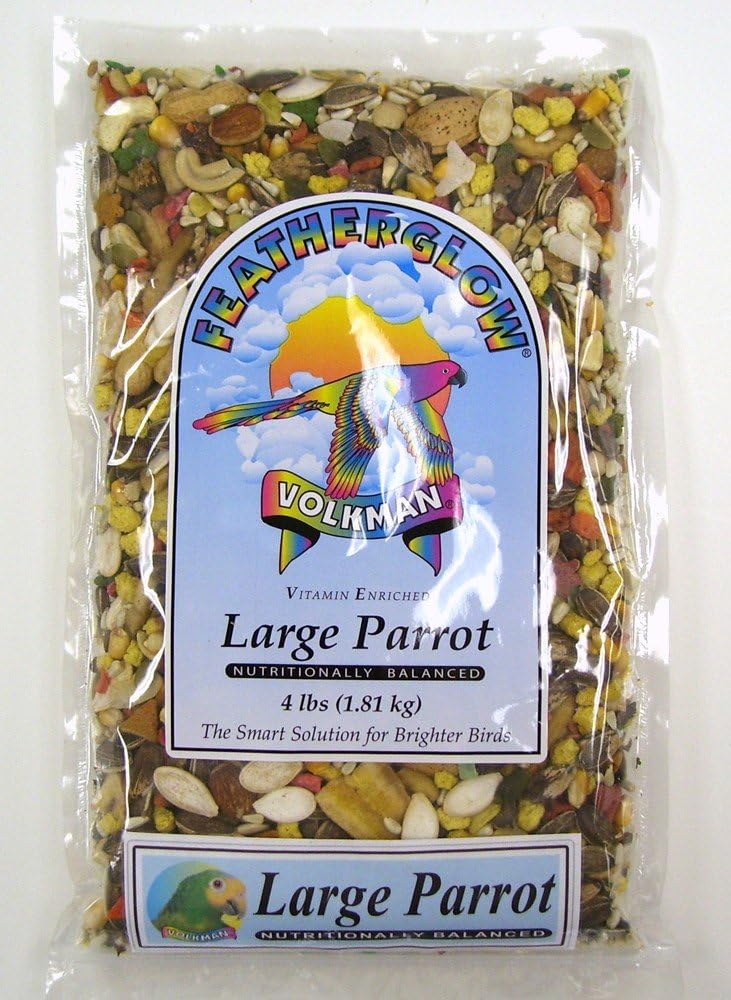 FEATHERGLOW®
VOLKMAN®
VITAMIN ENRICHED
Large Parrot
NUTRITIONALLY BALANCED
4 lbs (1.81 kg)
The Smart Solution for Brighter Birds
Large Parrot
VOLKMAN
NUTRITIONALLY BALANCED